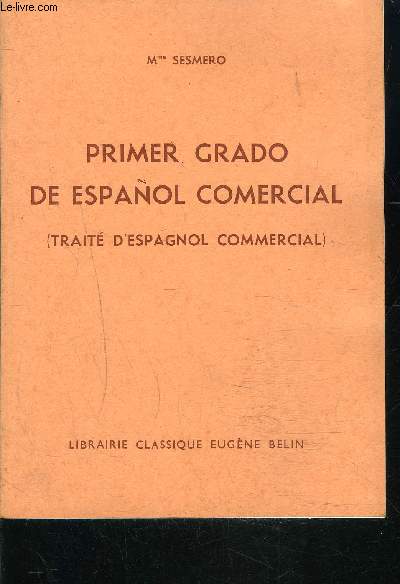 Le-livre.com
Mme SESMERO
PRIMER GRADO
DE ESPAÑOL COMERCIAL
(TRAITÉ D'ESPAGNOL COMMERCIAL)
LIBRAIRIE CLASSIQUE EUGÈNE BELIN